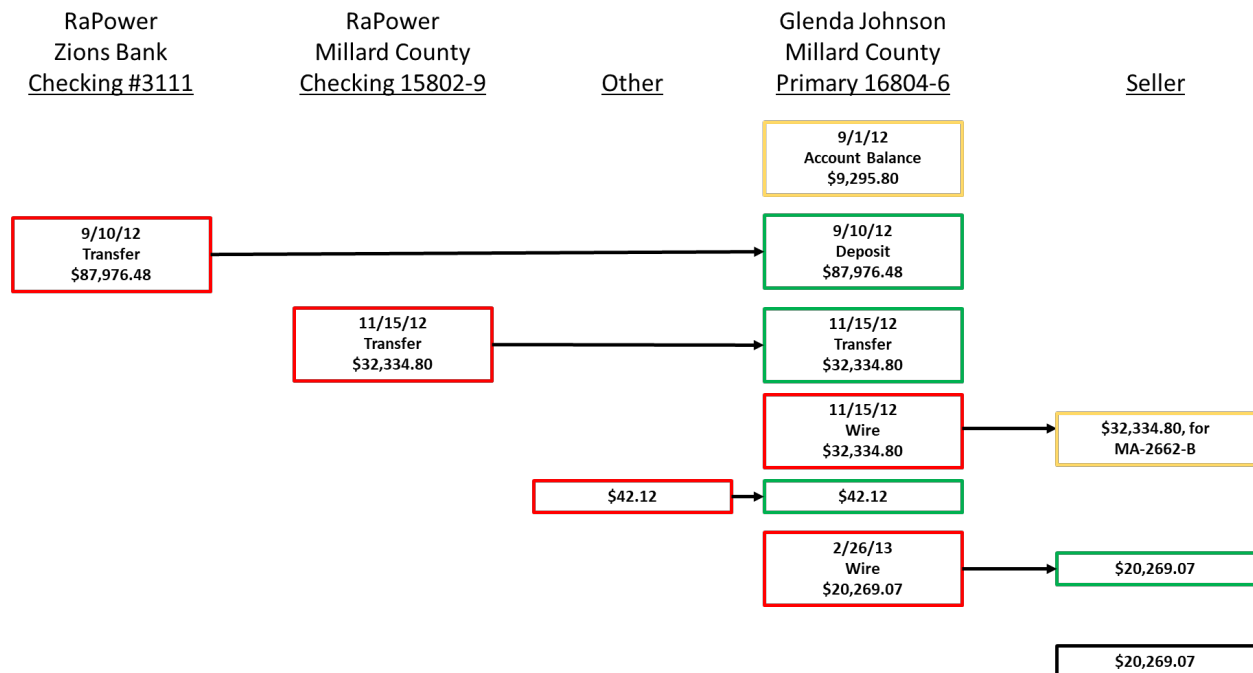 RaPower
Zions Bank
Checking #3111
RaPower
Millard County
Checking 15802-9
Other
Glenda Johnson
Millard County
Primary 16804-6
Seller
9/1/12
Account Balance
$9,295.80
9/10/12
Transfer
$87,976.48
9/10/12
Deposit
$87,976.48
11/15/12
Transfer
$32,334.80
11/15/12
Transfer
$32,334.80
11/15/12
Wire
$32,334.80
$32,334.80, for
MA-2662-B
$42.12
$42.12
2/26/13
Wire
$20,269.07
$20,269.07
$20,269.07